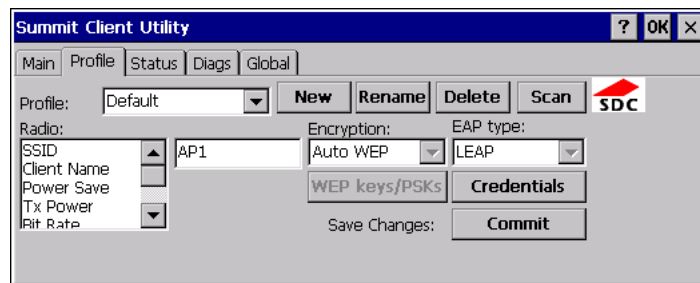 Summit Client Utility ? OK ×
Main Profile Status Diags Global
Profile: Default New Rename Delete Scan SDC
Radio: Encryption: EAP type:
SSID AP1 Auto WEP LEAP
Client Name
Power Save WEP keys/PSKs Credentials
Tx Power
Bit Rate Save Changes: Commit